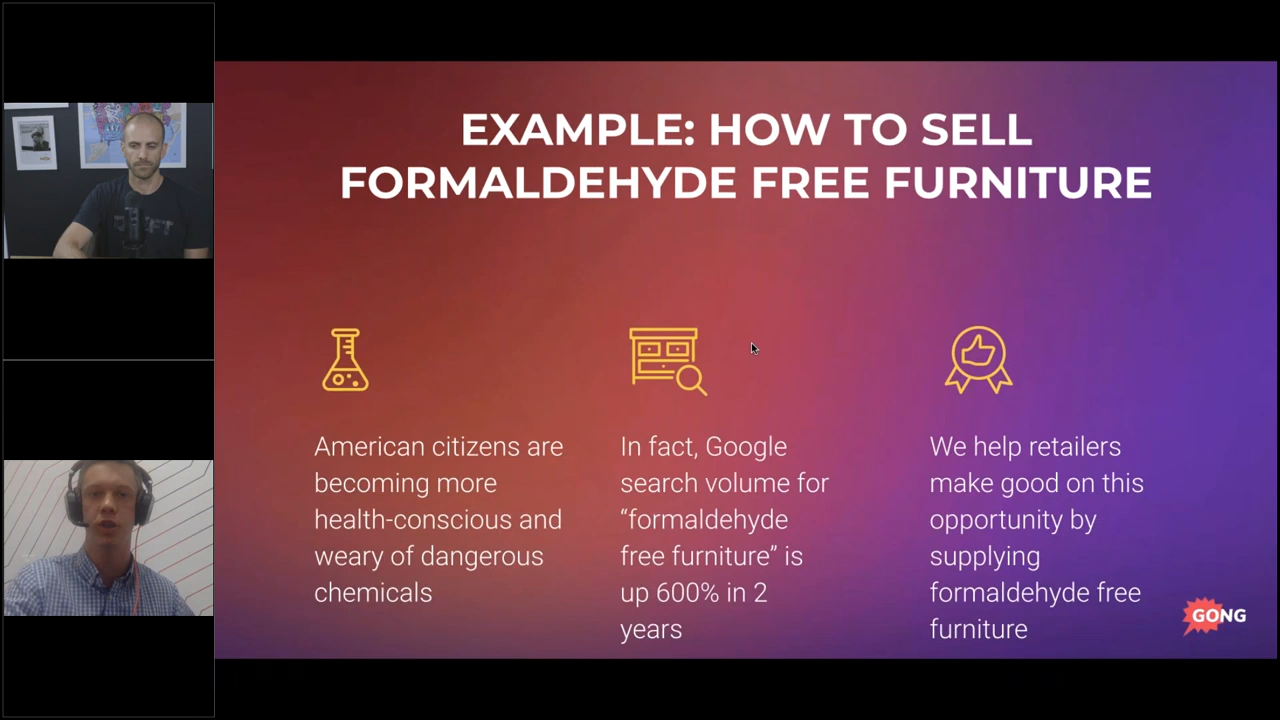 EXAMPLE: HOW TO SELL
FORMALDEHYDE FREE FURNITURE
American citizens are
becoming more
health-conscious and
weary of dangerous
chemicals
In fact, Google
search volume for
“formaldehyde
free furniture” is
up 600% in 2
years
We help retailers
make good on this
opportunity by
supplying
formaldehyde free
furniture
GONG